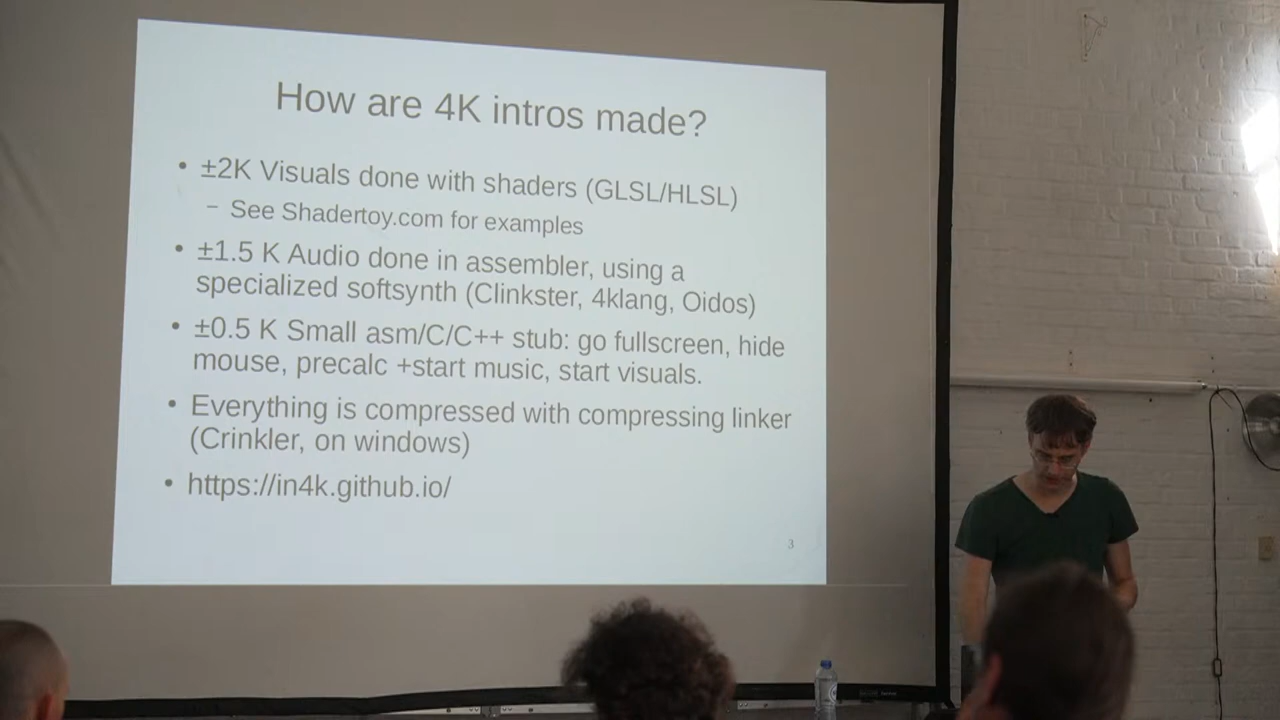 How are 4K intros made?
• ±2K Visuals done with shaders (GLSL/HLSL)
– See Shadertoy.com for examples
• ±1.5 K Audio done in assembler, using a
specialized softsynth (Clinkster, 4klang, Oidos)
• ±0.5 K Small asm/C/C++ stub: go fullscreen, hide
mouse, precalc +start music, start visuals.
• Everything is compressed with compressing linker
(Crinkler, on windows)
• https://in4k.github.io/
3